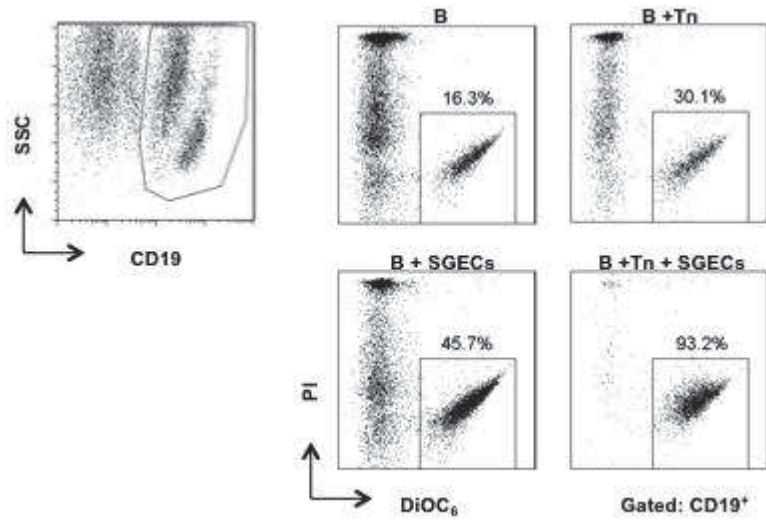 B
B +Tn
16.3%
30.1%
SSC
CD19
B + SGECs
B +Tn + SGECs
45.7%
93.2%
PI
DiOC₆
Gated: CD19⁺